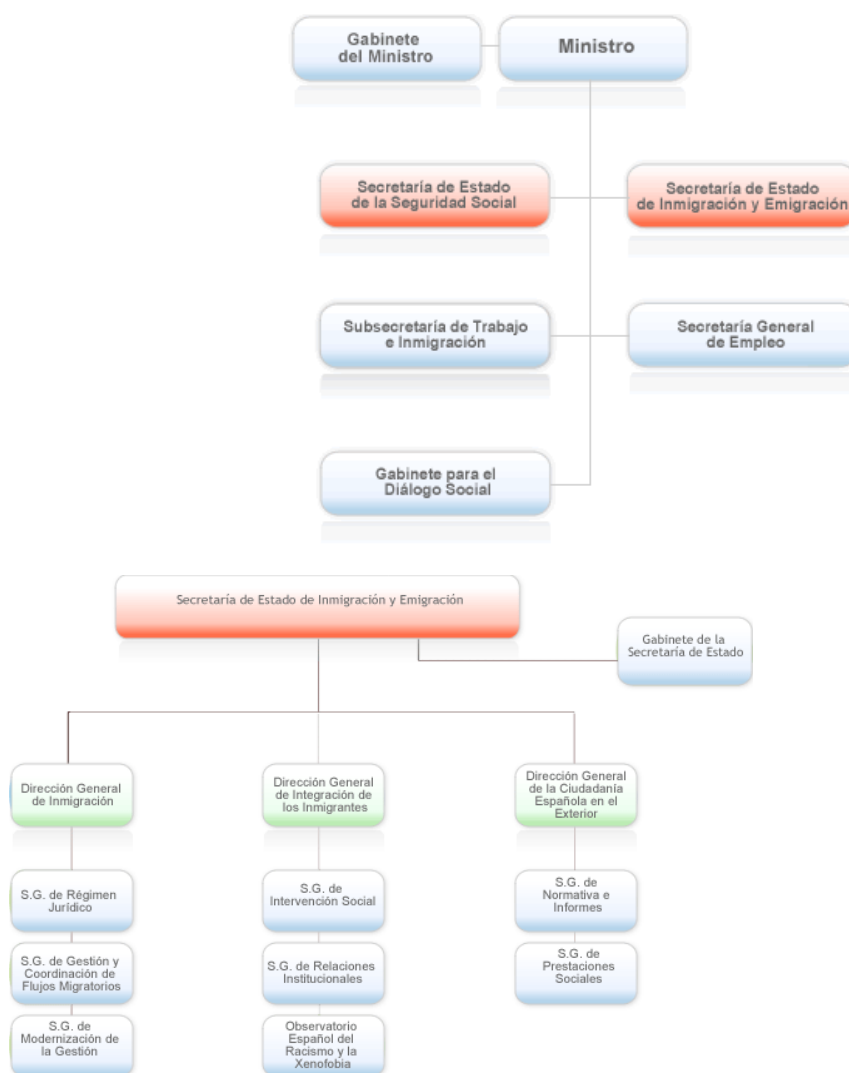 Gabinete
del Ministro
Ministro
Secretaría de Estado
de la Seguridad Social
Secretaría de Estado
de Inmigración y Emigración
Subsecretaría de Trabajo
e Inmigración
Secretaría General
de Empleo
Gabinete para el
Diálogo Social
Secretaría de Estado de Inmigración y Emigración
Gabinete de la
Secretaría de Estado
Dirección General
de Inmigración
Dirección General
de Integración de
los Inmigrantes
Dirección General
de la Ciudadanía
Española en el
Exterior
S.G. de Régimen
Jurídico
S.G. de
Intervención Social
S.G. de
Normativa e
Informes
S.G. de Gestión y
Coordinación de
Flujos Migratorios
S.G. de Relaciones
Institucionales
S.G. de
Prestaciones
Sociales
S.G. de
Modernización de
la Gestión
Observatorio
Español del
Racismo y la
Xenofobia